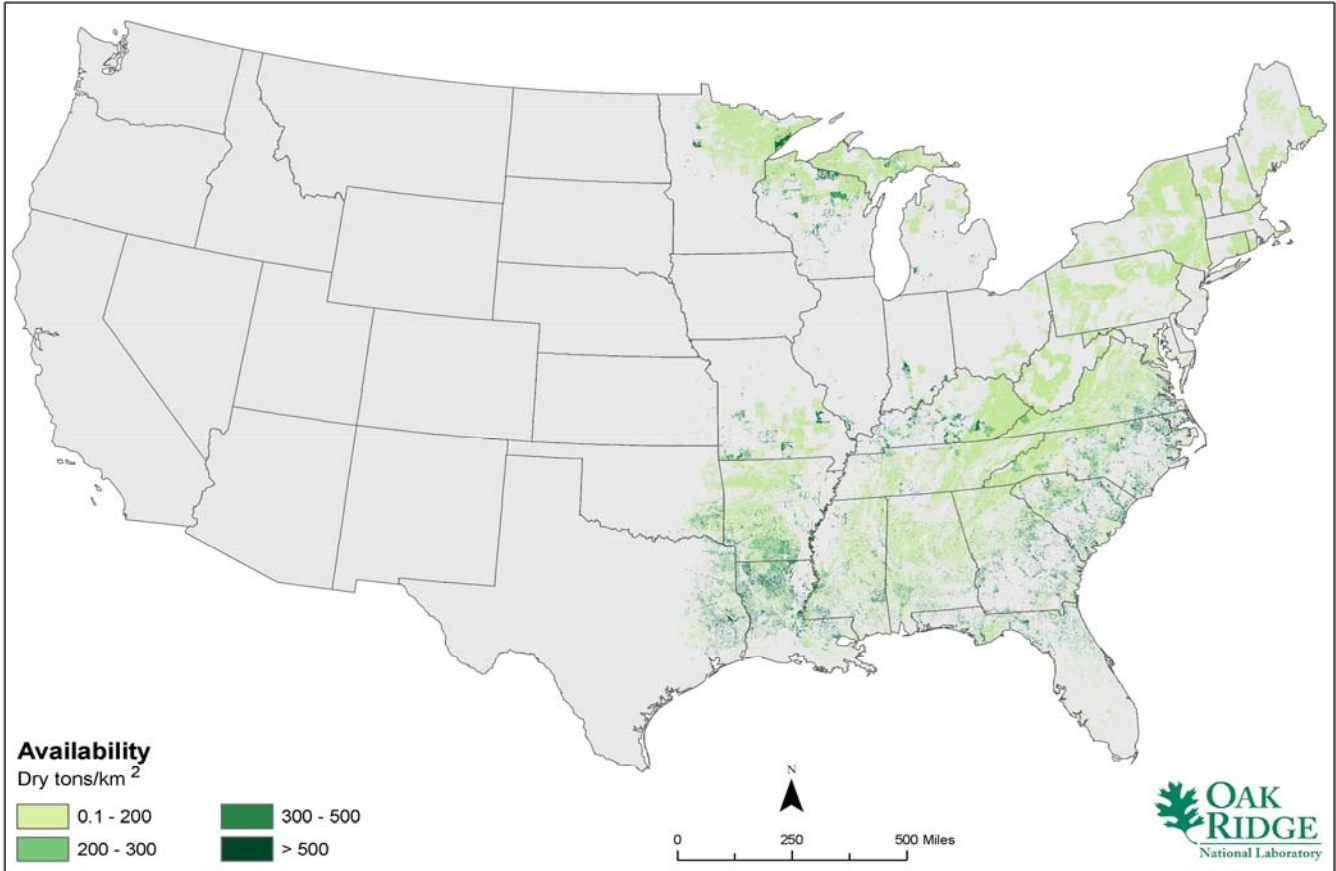 Availability
Dry tons/km 2
0.1 - 200
200 - 300
300 - 500
> 500
N
0 250 500 Miles
OAK
RIDGE
National Laboratory